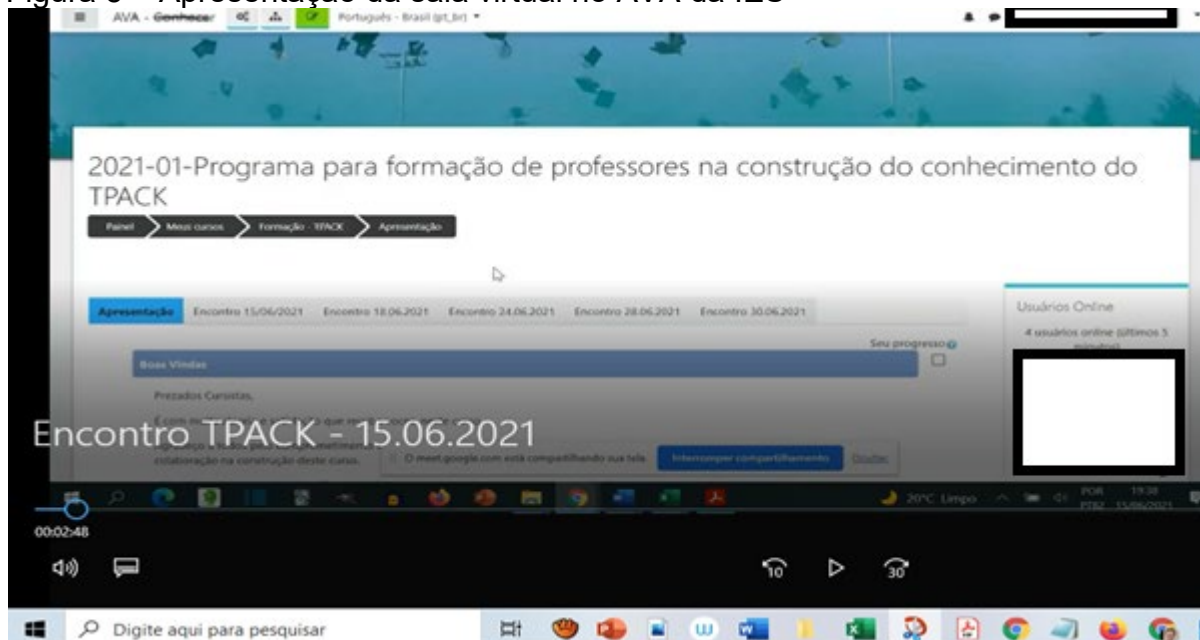 Figura 6 – Apresentação da sala virtual no AVA da IES
AVA - Conhecer Português - Brasil (pt_br)
2021-01-Programa para formação de professores na construção do conhecimento do
TPACK
Painel Meus cursos Formação - TPACK Apresentação
Apresentação Encontro 15/06/2021 Encontro 18.06.2021 Encontro 24.06.2021 Encontro 28.06.2021 Encontro 30.06.2021
Usuários Online
4 usuários online (últimos 5
minutos)
Seu progresso
Boas Vindas
Prezados Cursistas,
Encontro TPACK - 15.06.2021
colaboração na construção deste curso.
O meet.google.com está compartilhando sua tela.
Interromper compartilhamento
Ocultar
20°C Limpo
POR 19:38
PTB2 15/06/2021
00:02:48
10
30
Digite aqui para pesquisar